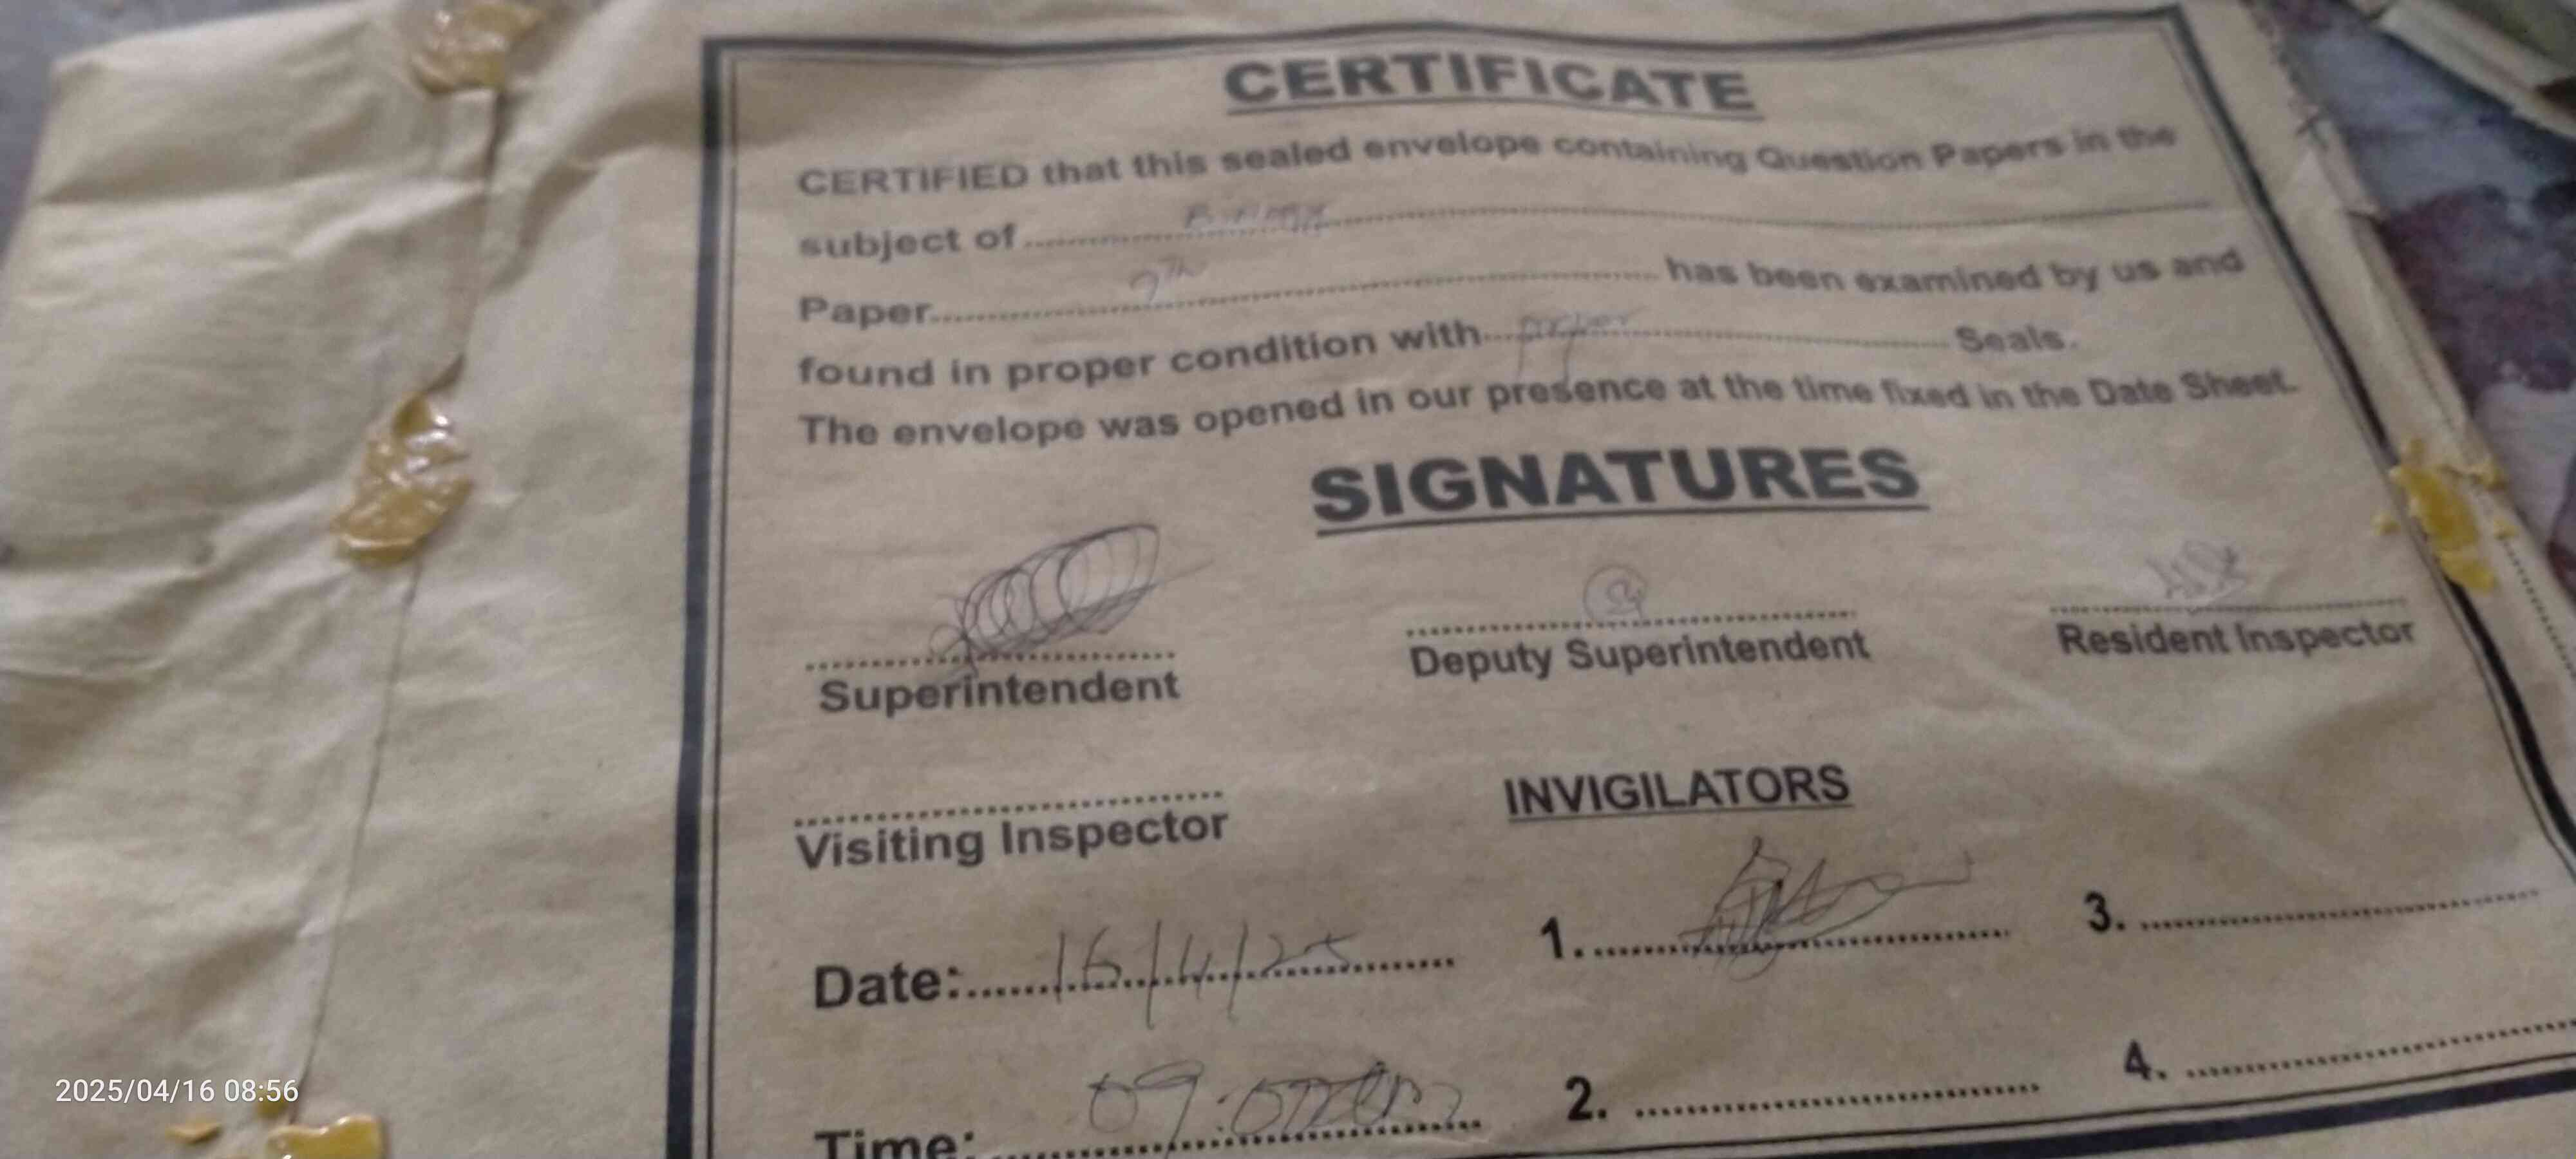 CERTIFICATE
CERTIFIED that this sealed envelope containing Question Papers in the
subject of
Paper 9th has been examined by us and
found in proper condition with proper Seals.
The envelope was opened in our presence at the time fixed in the Date Sheet.
SIGNATURES
Superintendent Deputy Superintendent Resident Inspector
Visiting Inspector INVIGILATORS
Date: 16/4/25 1. 3.
Time: 2. 4.
2025/04/16 08:56